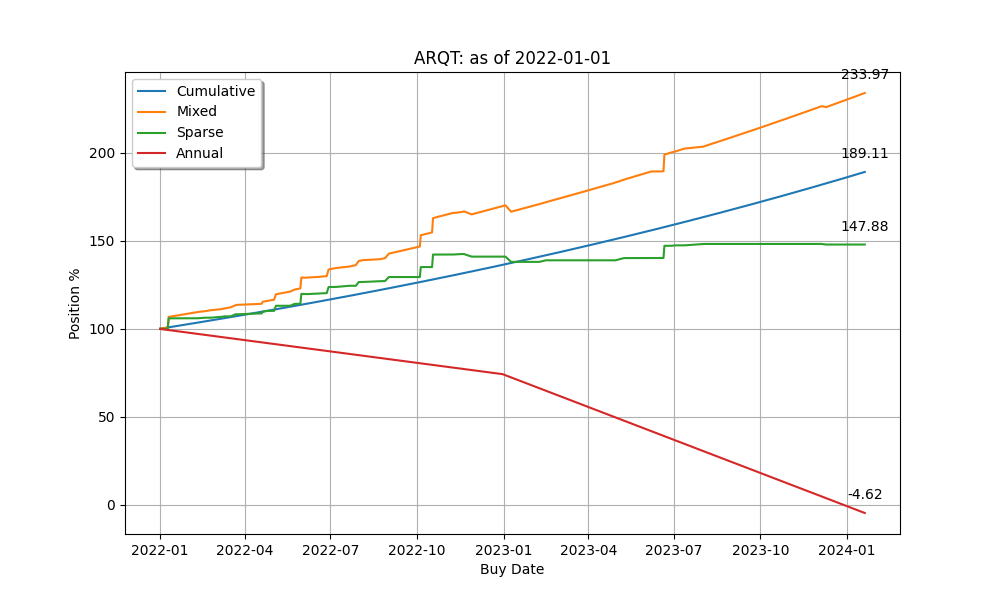 ARQT: as of 2022-01-01
Cumulative
Mixed
Sparse
Annual
233.97
189.11
147.88
-4.62
200
150
100
50
0
Position %
2022-01 2022-04 2022-07 2022-10 2023-01 2023-04 2023-07 2023-10 2024-01
Buy Date